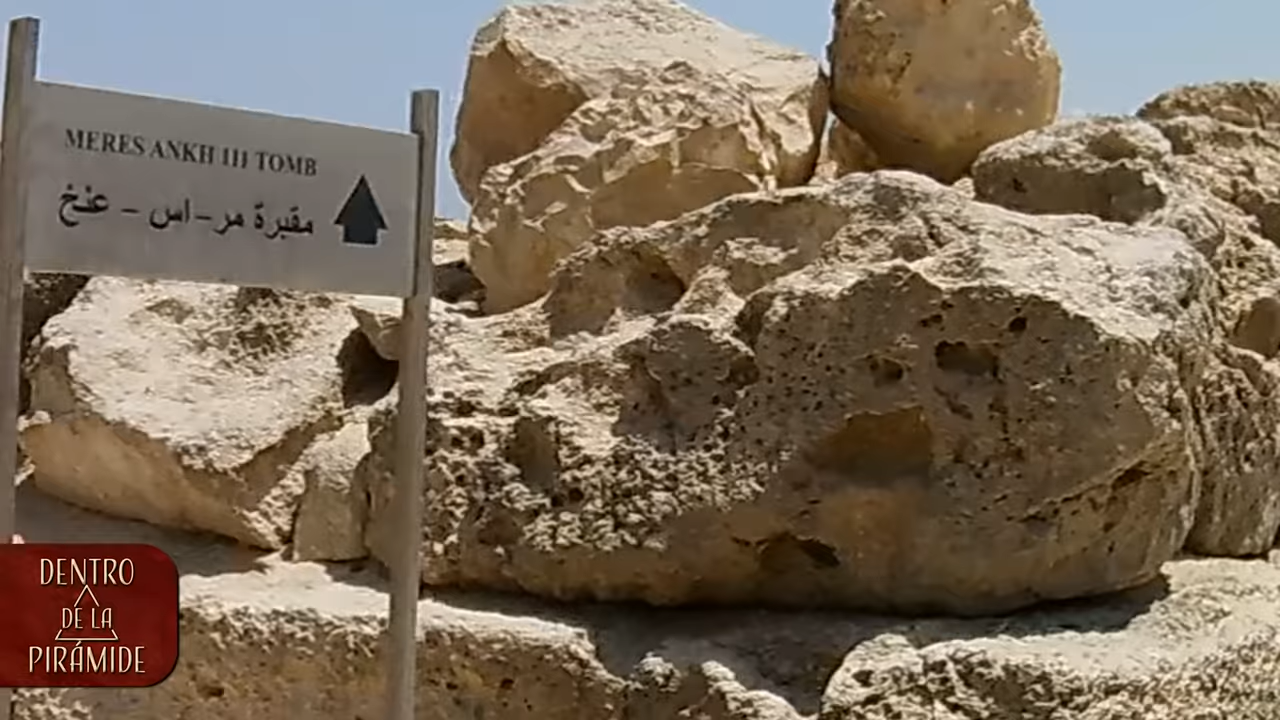 MERES ANKH III TOMB
مقبرة مر – اس – عنخ
DENTRO
DE LA
PIRÁMIDE